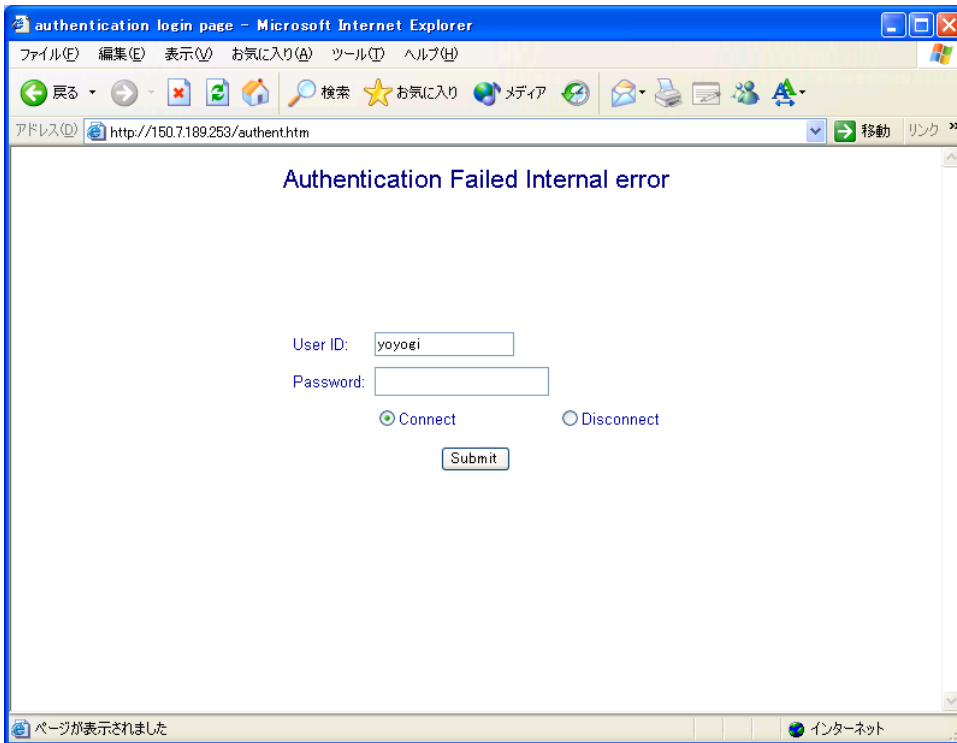 authentication login page - Microsoft Internet Explorer
ファイル(F) 編集(E) 表示(V) お気に入り(A) ツール(T) ヘルプ(H)
戻る 検索 お気に入り メディア
アドレス(D) http://150.7.189.253/authent.htm 移動 リンク »
Authentication Failed Internal error
User ID: yoyogi
Password:
Connect Disconnect
Submit
ページが表示されました インターネット